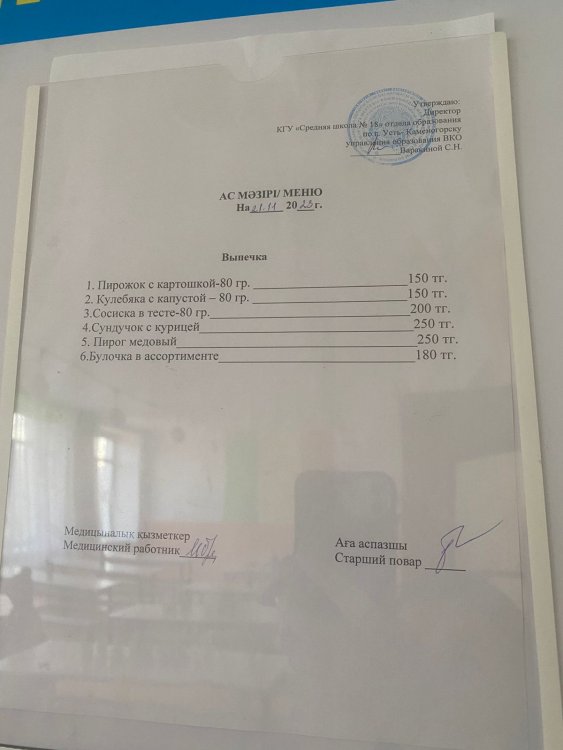 Утверждаю:
Директор
КГУ «Средняя школа № 18» отдела образования
по г. Усть- Каменогорску
управления образования ВКО
Варакиной С.Н.
АС МӘЗІРІ/ МЕНЮ
На 21.11 2023 г.
Выпечка
1. Пирожок с картошкой-80 гр. 150 тг.
2. Кулебяка с капустой – 80 гр. 150 тг.
3.Сосиска в тесте-80 гр. 200 тг.
4.Сундучок с курицей 250 тг.
5. Пирог медовый 250 тг.
6.Булочка в ассортименте 180 тг.
Медицыналық қызметкер
Медицинский работник
Аға аспазшы
Старший повар